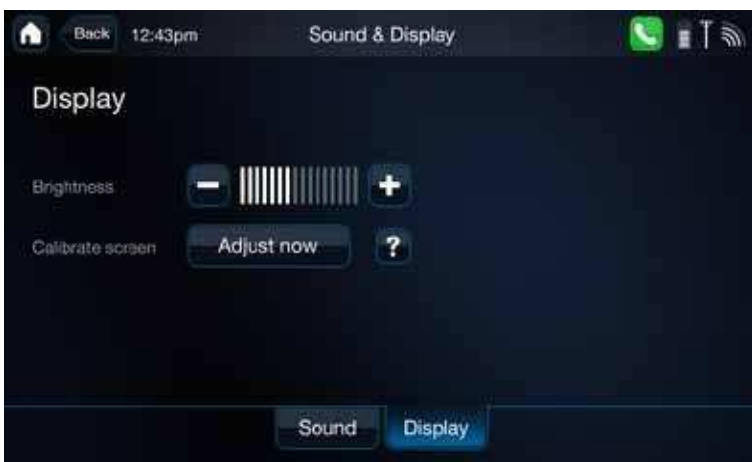 Back 12:43pm Sound & Display
Display
Brightness − +
Calibrate screen Adjust now ?
Sound Display